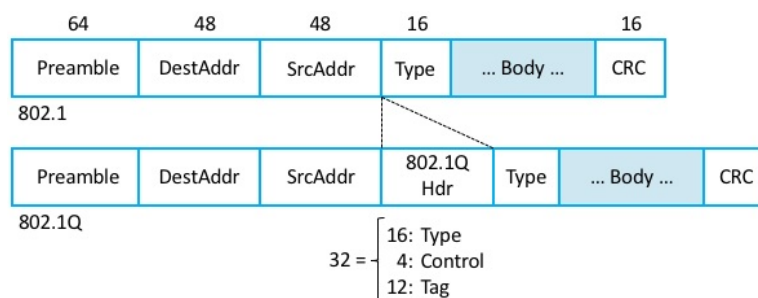 64 48 48 16 16
Preamble DestAddr SrcAddr Type ... Body ... CRC
802.1
Preamble DestAddr SrcAddr 802.1Q Hdr Type ... Body ... CRC
802.1Q
32 =
16: Type
4: Control
12: Tag